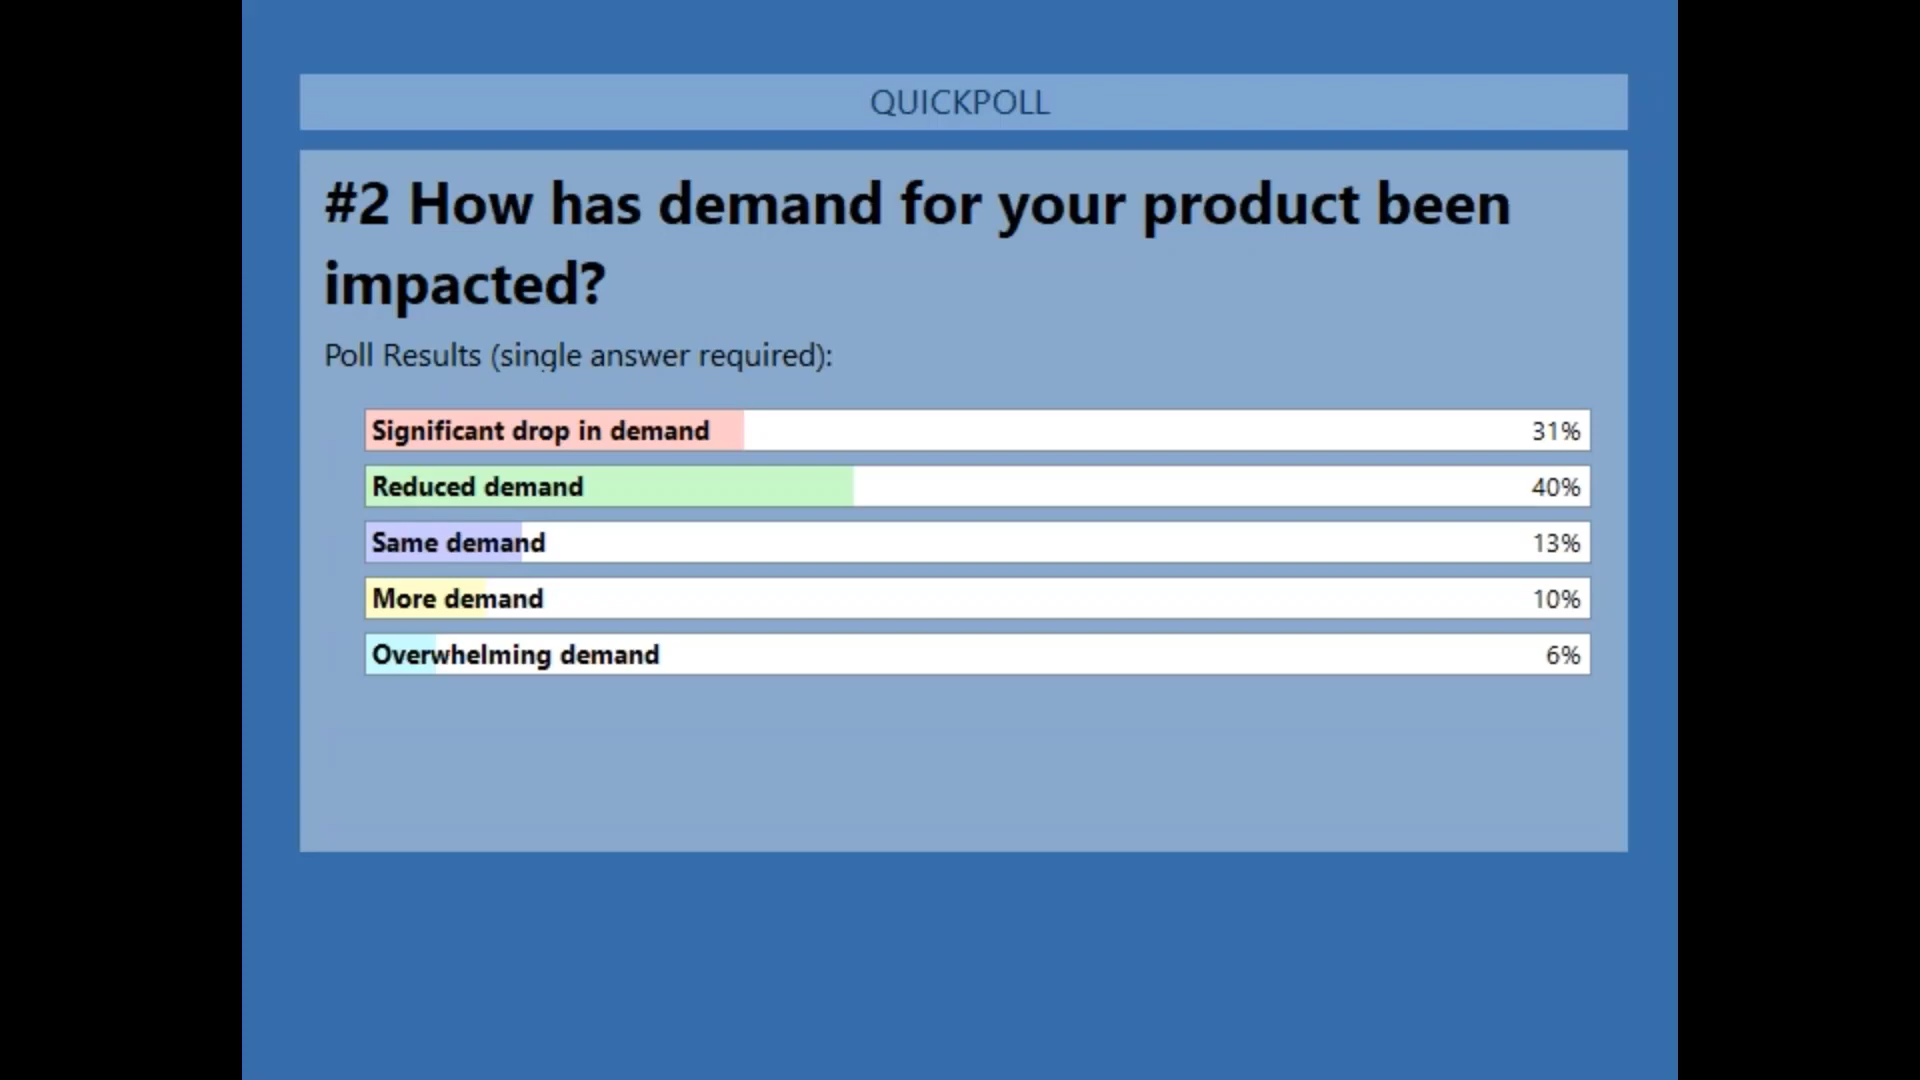 QUICKPOLL
#2 How has demand for your product been
impacted?
Poll Results (single answer required):
Significant drop in demand 31%
Reduced demand 40%
Same demand 13%
More demand 10%
Overwhelming demand 6%